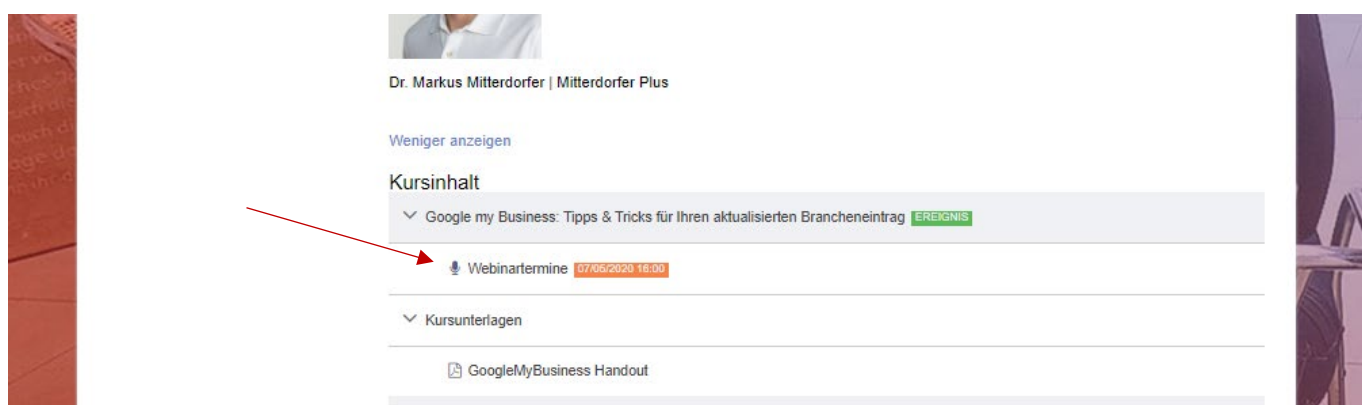 Dr. Markus Mitterdorfer | Mitterdorfer Plus
Weniger anzeigen
Kursinhalt
Google my Business: Tipps & Tricks für Ihren aktualisierten Brancheneintrag EREIGNIS
Webinartermine 07/05/2020 16:00
Kursunterlagen
GoogleMyBusiness Handout